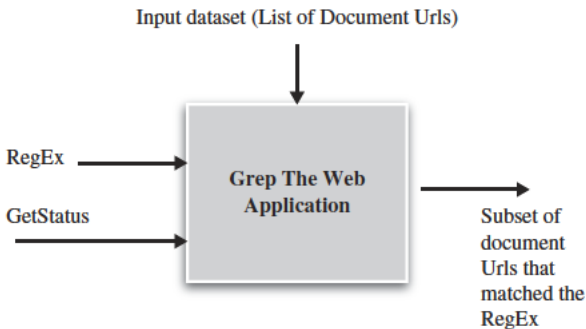 Input dataset (List of Document Urls)
RegEx
Grep The Web
Application
GetStatus
Subset of
document
Urls that
matched the
RegEx